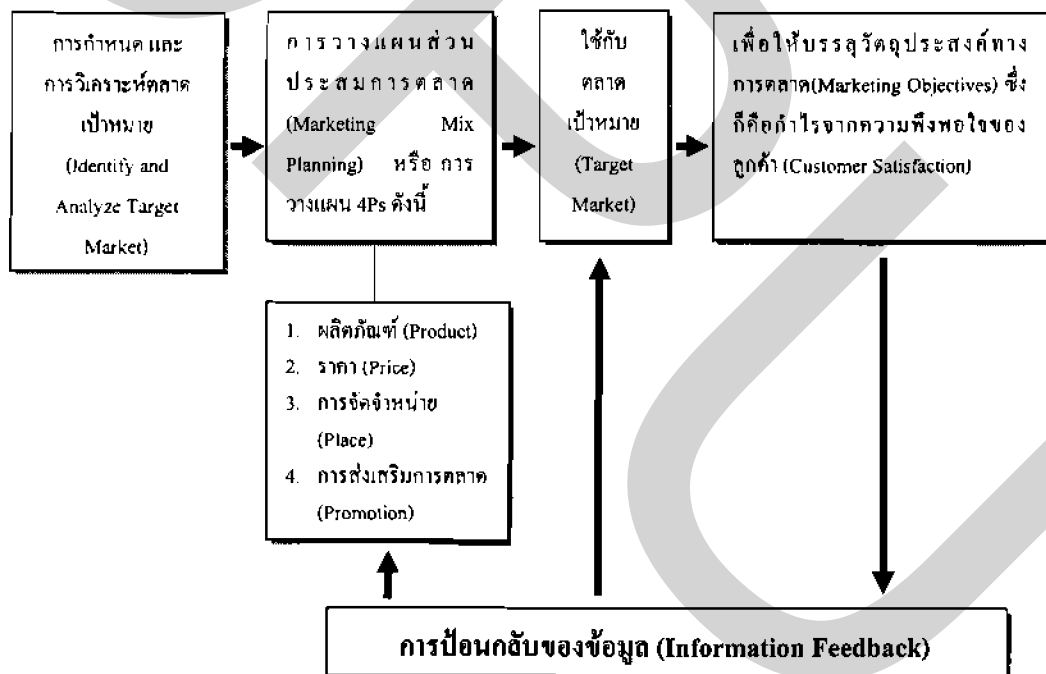 การกำหนด และ
การวิเคราะห์ตลาด
เป้าหมาย
(Identify and
Analyze Target
Market)
การวางแผนส่วน
ประสมการตลาด
(Marketing Mix
Planning) หรือ การ
วางแผน 4Ps ดังนี้
ใช้กับ
ตลาด
เป้าหมาย
(Target
Market)
เพื่อให้บรรลุวัตถุประสงค์ทาง
การตลาด(Marketing Objectives) ซึ่ง
ก็คือกำไรจากความพึงพอใจของ
ลูกค้า (Customer Satisfaction)
1. ผลิตภัณฑ์ (Product)
2. ราคา (Price)
3. การจัดจำหน่าย
(Place)
4. การส่งเสริมการตลาด
(Promotion)
การป้อนกลับของข้อมูล (Information Feedback)